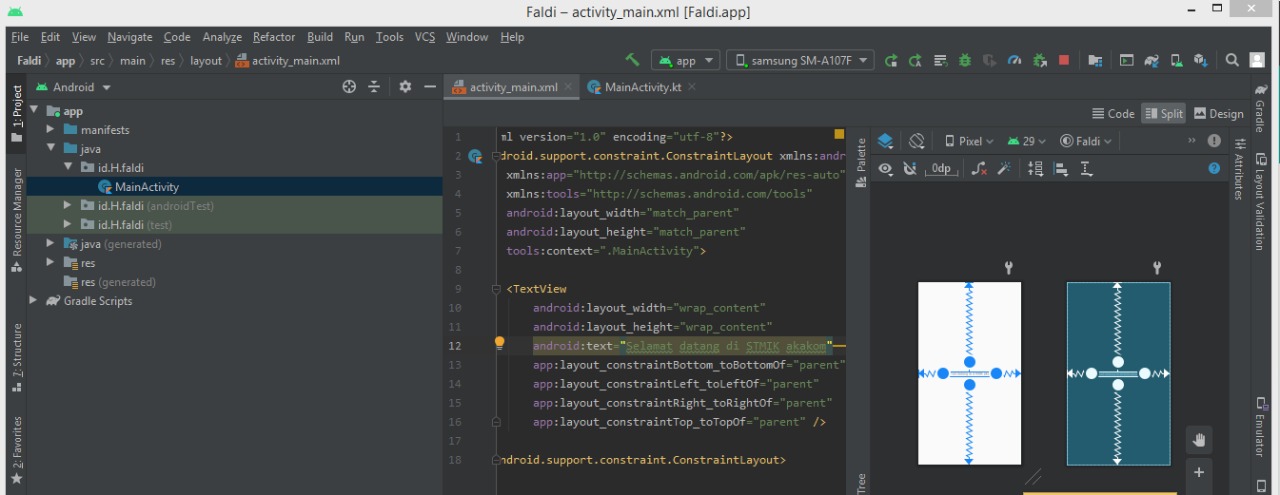 Faldi – activity_main.xml [Faldi.app]
File Edit View Navigate Code Analyze Refactor Build Run Tools VCS Window Help
Faldi app src main res layout activity_main.xml app samsung SM-A107F
1: Project
Resource Manager
7: Structure
2: Favorites
Android
app
manifests
java
id.H.faldi
MainActivity
id.H.faldi (androidTest)
id.H.faldi (test)
java (generated)
res
res (generated)
Gradle Scripts
activity_main.xml MainActivity.kt
Code Split Design
1 ml version="1.0" encoding="utf-8"?>
2 droid.support.constraint.ConstraintLayout xmlns:andr
3 xmlns:app="http://schemas.android.com/apk/res-auto"
4 xmlns:tools="http://schemas.android.com/tools"
5 android:layout_width="match_parent"
6 android:layout_height="match_parent"
7 tools:context=".MainActivity">
8
9 <TextView
10 android:layout_width="wrap_content"
11 android:layout_height="wrap_content"
12 android:text="Selamat datang di STMIK akakom"
13 app:layout_constraintBottom_toBottomOf="parent"
14 app:layout_constraintLeft_toLeftOf="parent"
15 app:layout_constraintRight_toRightOf="parent"
16 app:layout_constraintTop_toTopOf="parent" />
17
18 ndroid.support.constraint.ConstraintLayout>
Palette
Tree
Pixel 29 Faldi
0dp
Attributes
Gradle
Layout Validation
Emulator